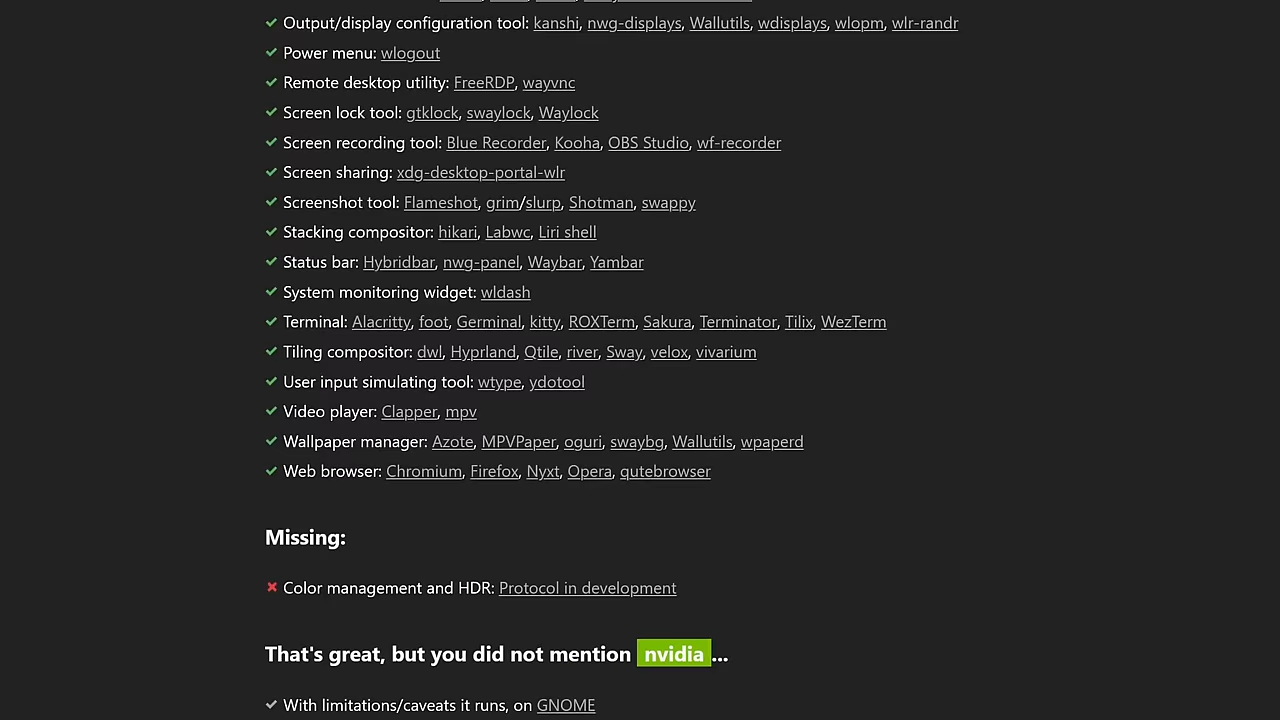 Output/display configuration tool: kanshi, nwg-displays, Wallutils, wdisplays, wlopm, wlr-randr
Power menu: wlogout
Remote desktop utility: FreeRDP, wayvnc
Screen lock tool: gtklock, swaylock, Waylock
Screen recording tool: Blue Recorder, Kooha, OBS Studio, wf-recorder
Screen sharing: xdg-desktop-portal-wlr
Screenshot tool: Flameshot, grim/slurp, Shotman, swappy
Stacking compositor: hikari, Labwc, Liri shell
Status bar: Hybridbar, nwg-panel, Waybar, Yambar
System monitoring widget: wldash
Terminal: Alacritty, foot, Germinal, kitty, ROXTerm, Sakura, Terminator, Tilix, WezTerm
Tiling compositor: dwl, Hyprland, Qtile, river, Sway, velox, vivarium
User input simulating tool: wtype, ydotool
Video player: Clapper, mpv
Wallpaper manager: Azote, MPVPaper, oguri, swaybg, Wallutils, wpaperd
Web browser: Chromium, Firefox, Nyxt, Opera, qutebrowser
Missing:
Color management and HDR: Protocol in development
That's great, but you did not mention nvidia...
With limitations/caveats it runs, on GNOME